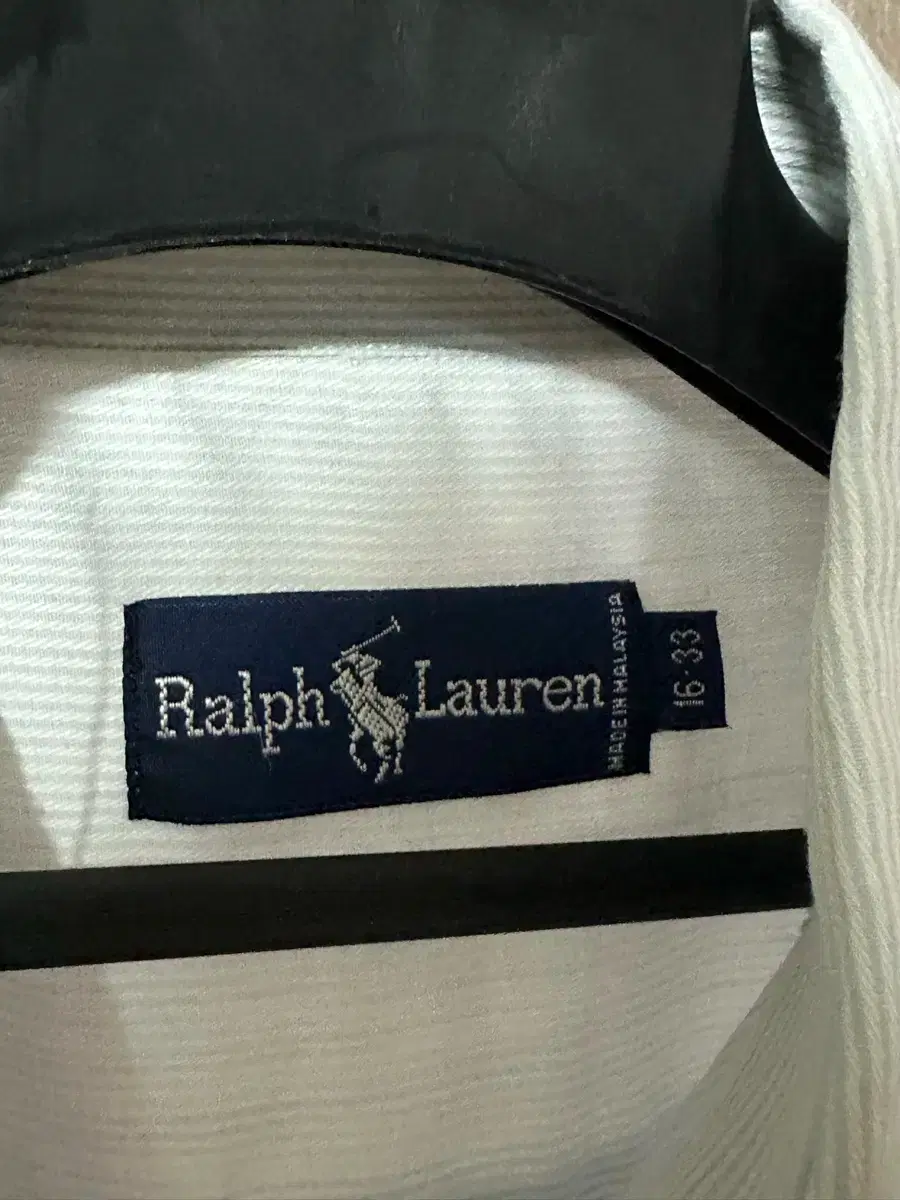 Ralph Lauren
MADE IN MALAYSIA
16-33